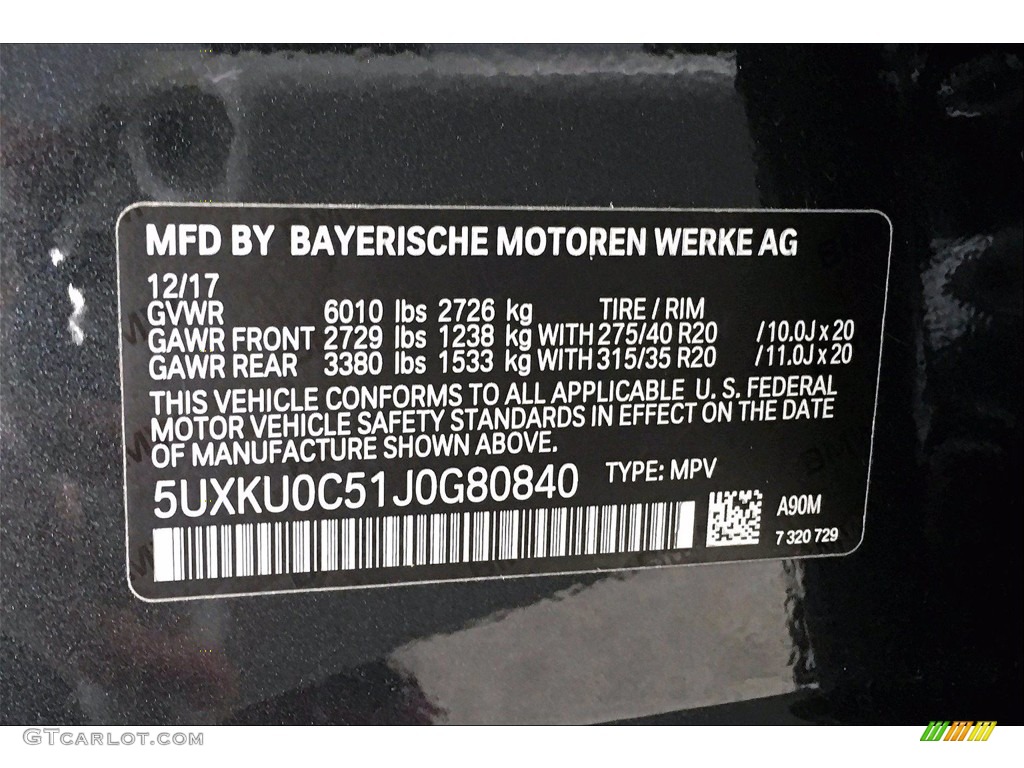 MFD BY BAYERISCHE MOTOREN WERKE AG
12/17
GVWR 6010 lbs 2726 kg TIRE / RIM
GAWR FRONT 2729 lbs 1238 kg WITH 275/40 R20 /10.0J x 20
GAWR REAR 3380 lbs 1533 kg WITH 315/35 R20 /11.0J x 20
THIS VEHICLE CONFORMS TO ALL APPLICABLE U. S. FEDERAL
MOTOR VEHICLE SAFETY STANDARDS IN EFFECT ON THE DATE
OF MANUFACTURE SHOWN ABOVE.
5UXKU0C51J0G80840 TYPE: MPV
A90M
7 320 729
GTcarlot.com